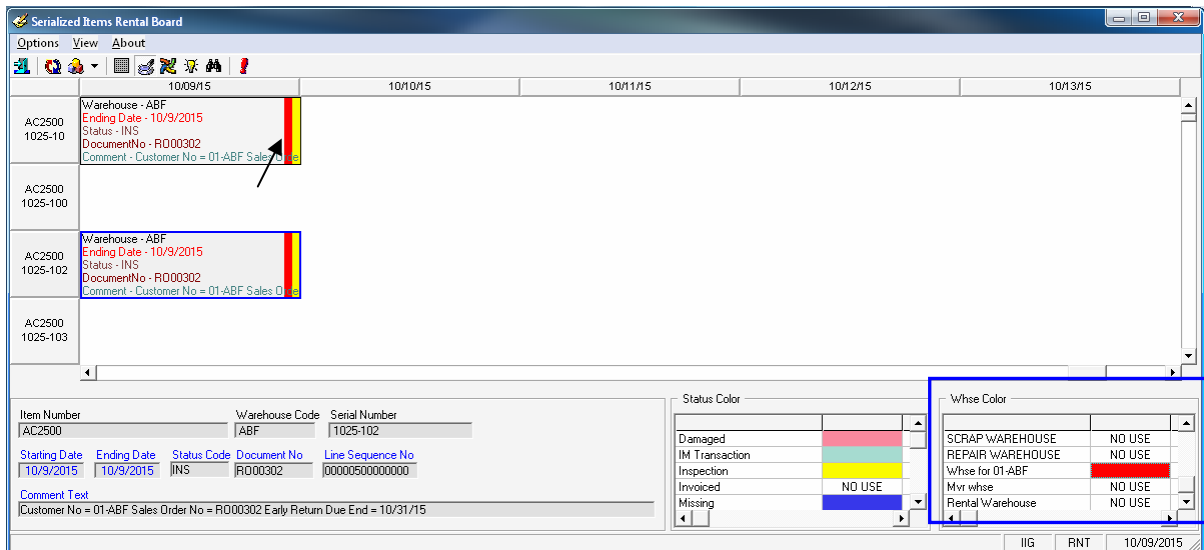 Serialized Items Rental Board
Options View About
10/09/15 10/10/15 10/11/15 10/12/15 10/13/15
AC2500
1025-10
Warehouse - ABF
Ending Date - 10/9/2015
Status - INS
DocumentNo - RO00302
Comment - Customer No = 01-ABF Sales Orde
AC2500
1025-100
AC2500
1025-102
Warehouse - ABF
Ending Date - 10/9/2015
Status - INS
DocumentNo - RO00302
Comment - Customer No = 01-ABF Sales Orde
AC2500
1025-103
Item Number Warehouse Code Serial Number
AC2500 ABF 1025-102
Starting Date Ending Date Status Code Document No Line Sequence No
10/9/2015 10/9/2015 INS RO00302 00000500000000
Comment Text
Customer No = 01-ABF Sales Order No = RO00302 Early Return Due End = 10/31/15
Status Color
Damaged
IM Transaction
Inspection
Invoiced NO USE
Missing
Whse Color
SCRAP WAREHOUSE NO USE
REPAIR WAREHOUSE NO USE
Whse for 01-ABF
Mvr whse NO USE
Rental Warehouse NO USE
IIG RNT 10/09/2015